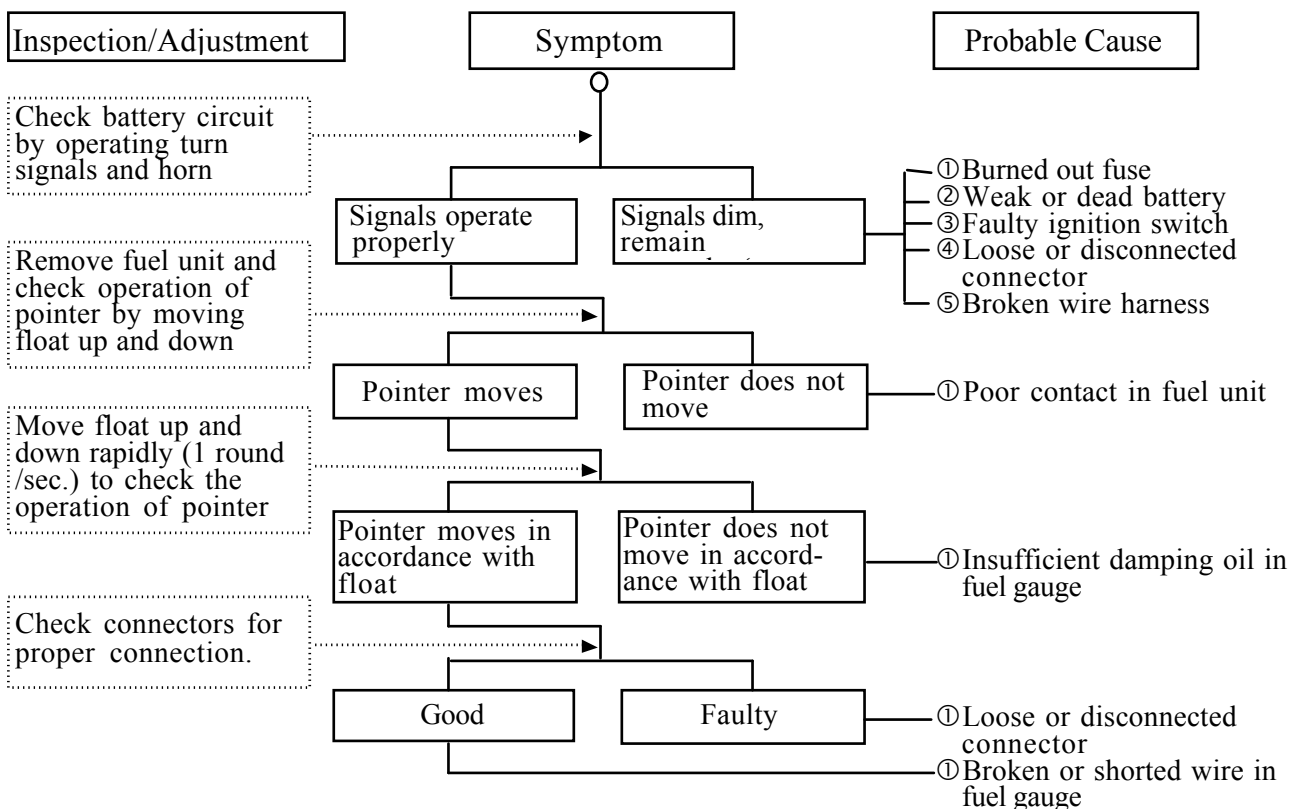 Inspection/Adjustment
Symptom
Probable Cause
Check battery circuit
by operating turn
signals and horn
Signals operate
properly
Signals dim,
remain
①Burned out fuse
②Weak or dead battery
③Faulty ignition switch
④Loose or disconnected
connector
⑤Broken wire harness
Remove fuel unit and
check operation of
pointer by moving
float up and down
Pointer moves
Pointer does not
move
①Poor contact in fuel unit
Move float up and
down rapidly (1 round
/sec.) to check the
operation of pointer
Pointer moves in
accordance with
float
Pointer does not
move in accord-
ance with float
①Insufficient damping oil in
fuel gauge
Check connectors for
proper connection.
Good
Faulty
①Loose or disconnected
connector
①Broken or shorted wire in
fuel gauge